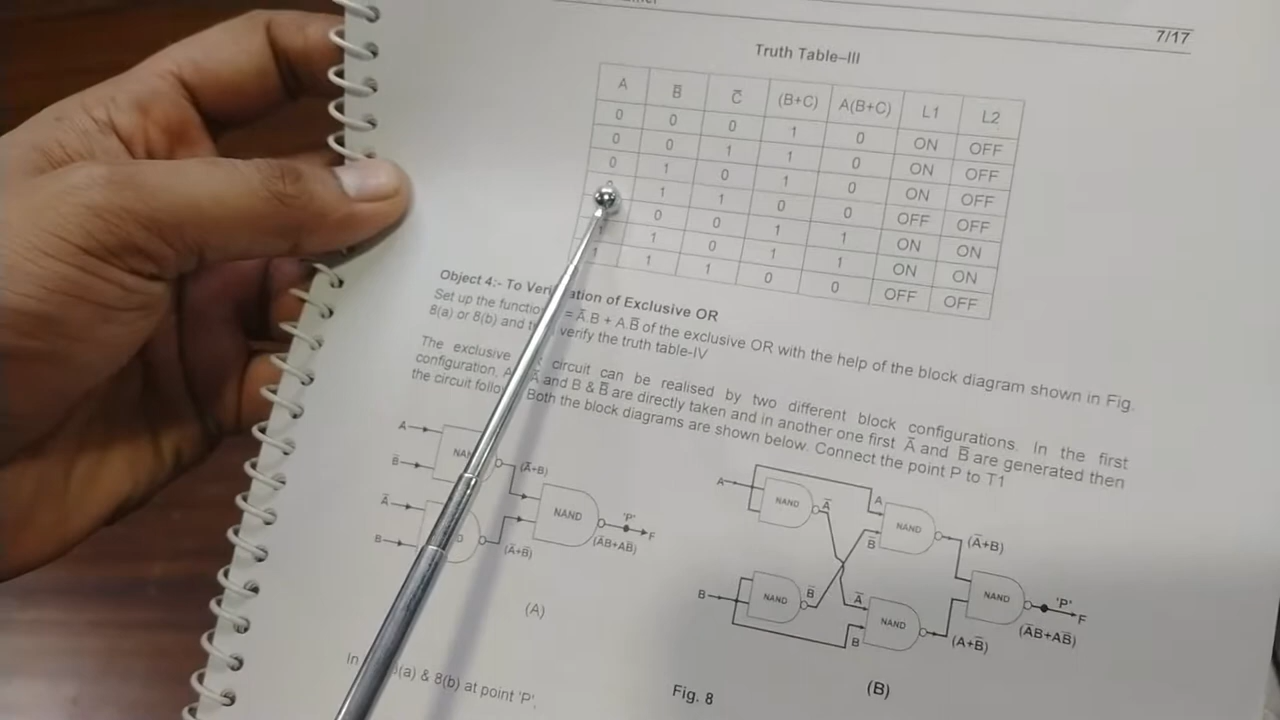 7/17
Truth Table–III
A B̅ C̅ (B+C) A(B+C) L1 L2
0 0 0 1 0 ON OFF
0 0 1 1 0 ON OFF
0 1 0 1 0 ON OFF
1 1 0 0 OFF OFF
0 0 1 1 ON ON
1 1 0 1 1 ON ON
1 1 1 0 0 OFF OFF
Object 4:- To of Exclusive OR
Set up the = A̅.B + A.B̅ of the exclusive OR with the help of the block diagram shown in Fig.
8(a) or 8(b) and verify the truth table-IV
The exclusive circuit can be realised by two different block configurations. In the first
configuration, A̅ and B & B̅ are directly taken and in another one first A̅ and B̅ are generated then
the circuit Both the block diagrams are shown below. Connect the point P to T1
A
B̅
(A̅+B)
A̅
B
(A̅+B̅)
NAND
'P'
F
(A̅B+AB̅)
(A)
A
NAND
A̅
A
B̅
NAND
(A̅+B)
B
NAND
B̅
A̅
B
NAND
(A+B̅)
NAND
'P'
F
(A̅B+AB̅)
(B)
In (a) & 8(b) at point 'P',
Fig. 8